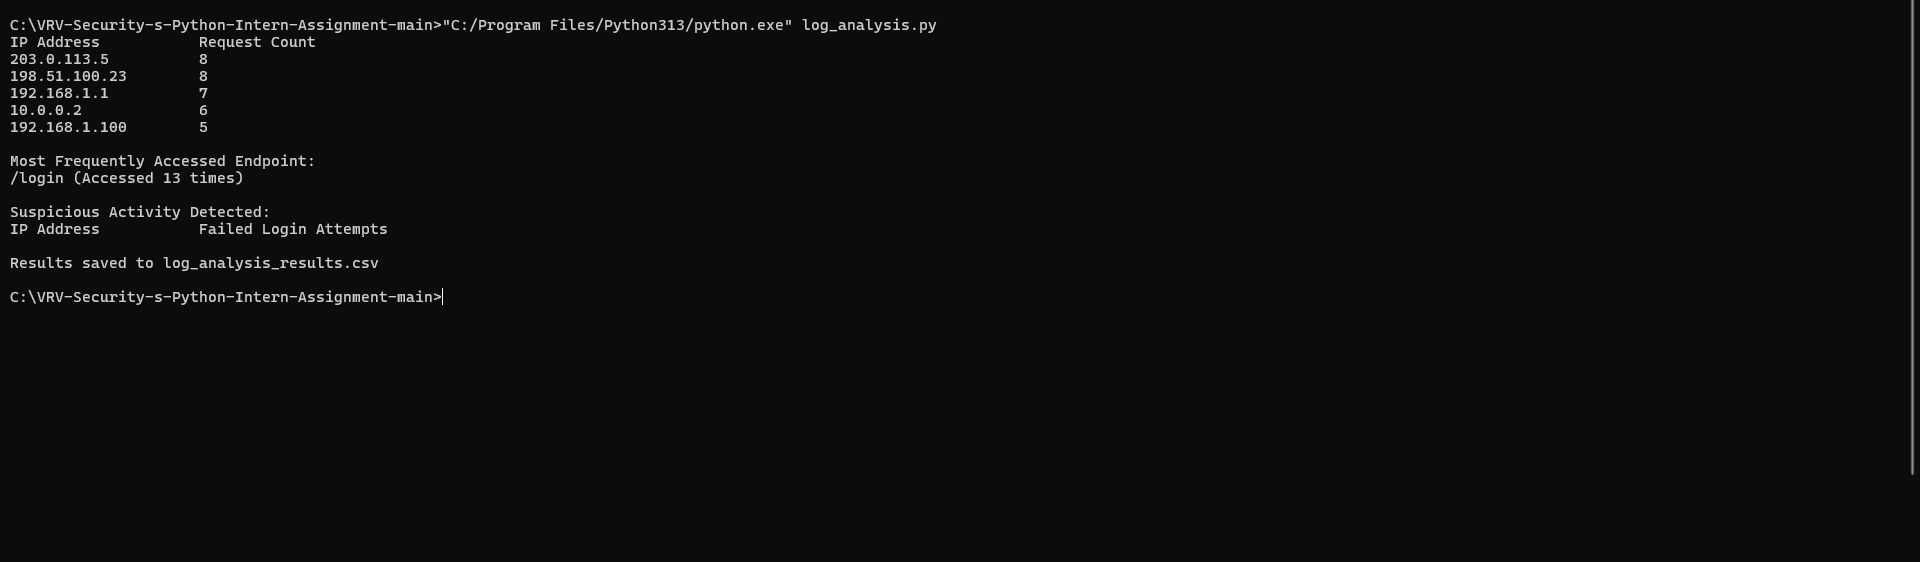 C:\VRV-Security-s-Python-Intern-Assignment-main>"C:/Program Files/Python313/python.exe" log_analysis.py
IP Address           Request Count
203.0.113.5          8
198.51.100.23        8
192.168.1.1          7
10.0.0.2             6
192.168.1.100        5

Most Frequently Accessed Endpoint:
/login (Accessed 13 times)

Suspicious Activity Detected:
IP Address           Failed Login Attempts

Results saved to log_analysis_results.csv

C:\VRV-Security-s-Python-Intern-Assignment-main>